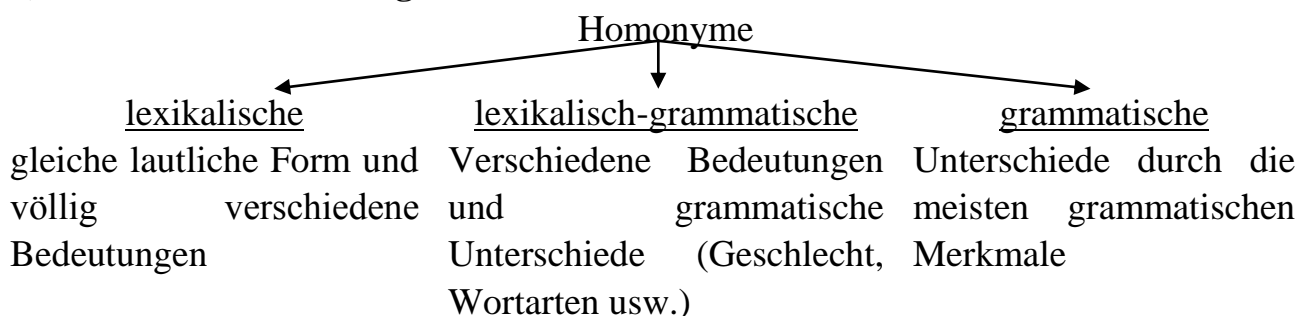 Homonyme
lexikalische
gleiche lautliche Form und
völlig verschiedene
Bedeutungen
lexikalisch-grammatische
Verschiedene Bedeutungen
und grammatische
Unterschiede (Geschlecht,
Wortarten usw.)
grammatische
Unterschiede durch die
meisten grammatischen
Merkmale